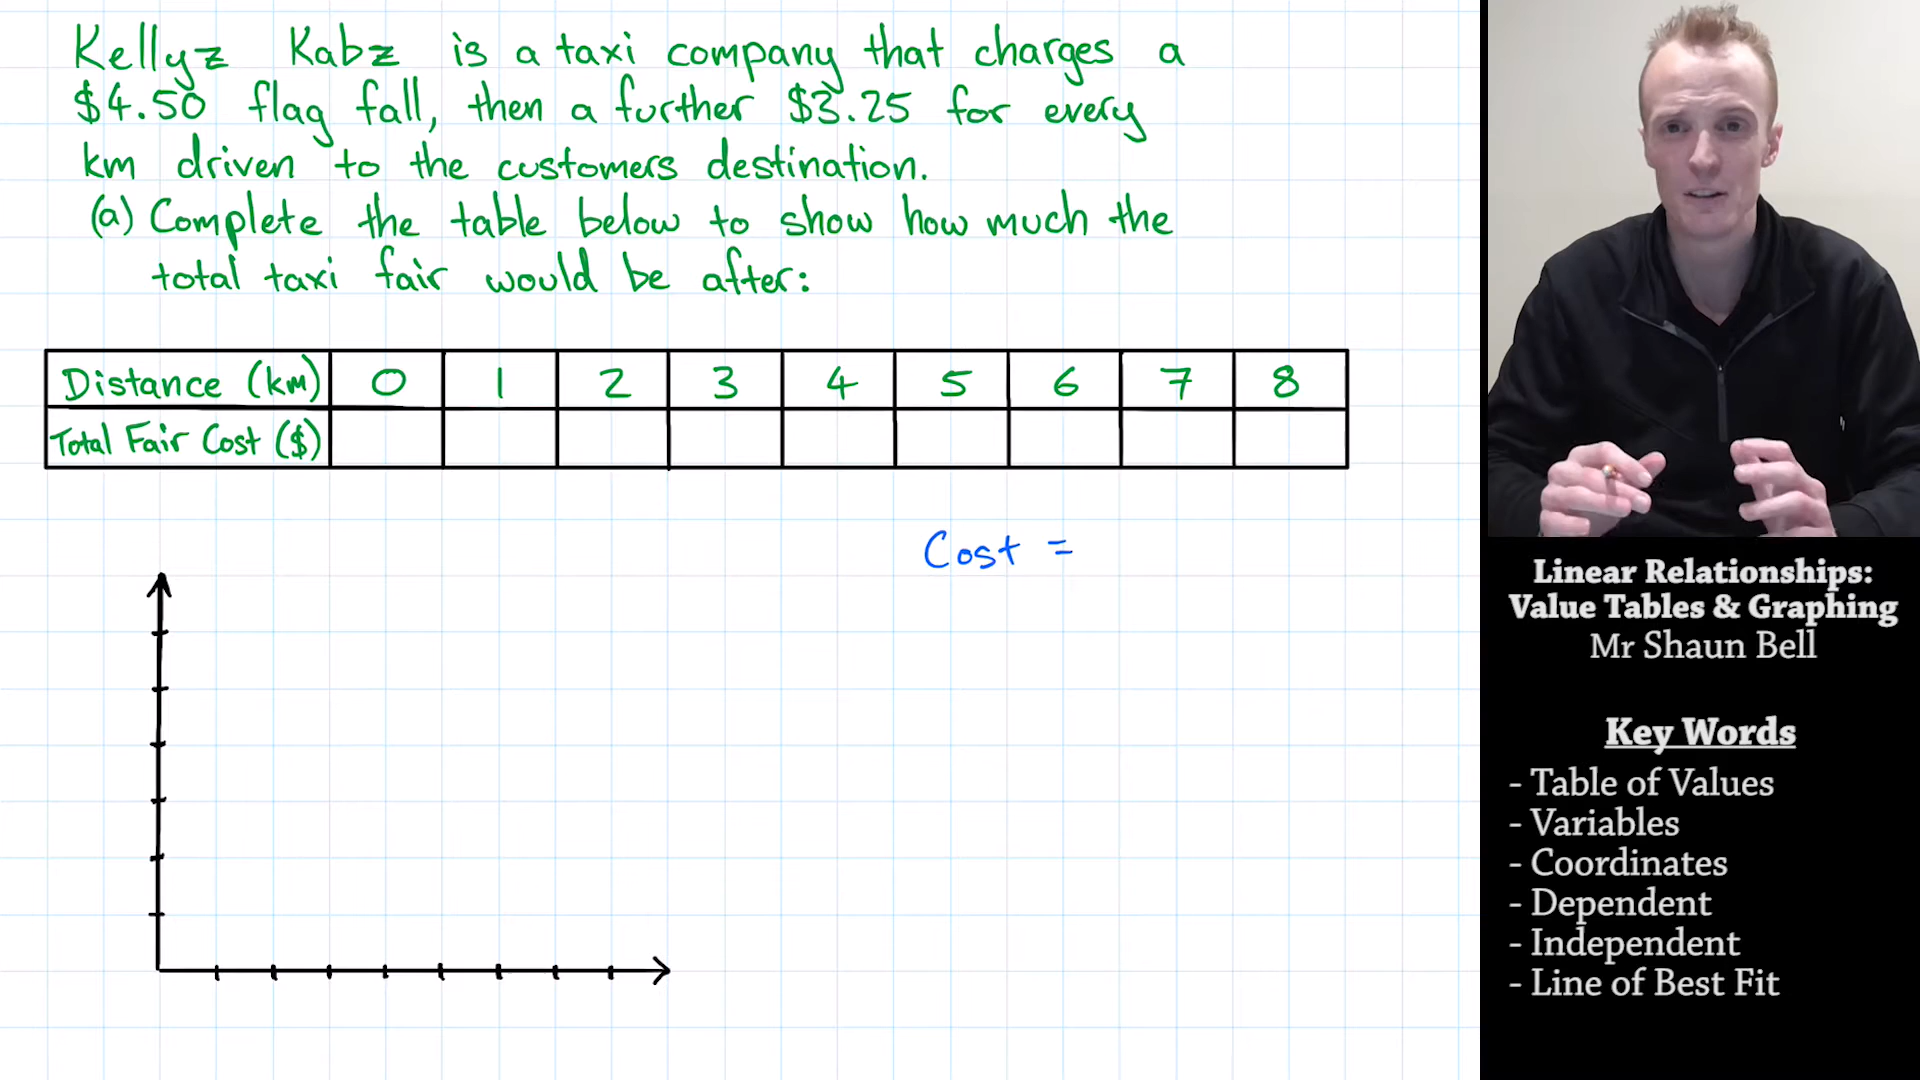 Kellyz Kabz is a taxi company that charges a
$4.50 flag fall, then a further $3.25 for every
km driven to the customers destination.
(a) Complete the table below to show how much the
total taxi fair would be after:
Distance (km) 0 1 2 3 4 5 6 7 8
Total Fair Cost ($)
Cost =
Linear Relationships:
Value Tables & Graphing
Mr Shaun Bell
Key Words
- Table of Values
- Variables
- Coordinates
- Dependent
- Independent
- Line of Best Fit